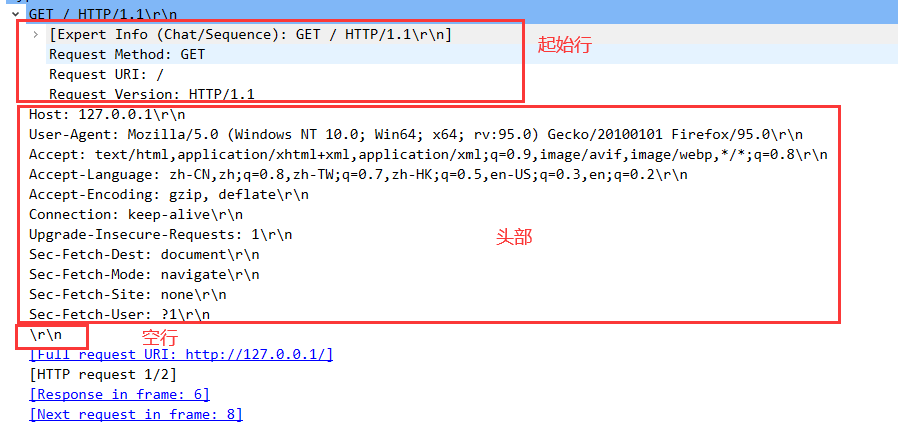 GET / HTTP/1.1\r\n
[Expert Info (Chat/Sequence): GET / HTTP/1.1\r\n]
Request Method: GET
Request URI: /
Request Version: HTTP/1.1
起始行
Host: 127.0.0.1\r\n
User-Agent: Mozilla/5.0 (Windows NT 10.0; Win64; x64; rv:95.0) Gecko/20100101 Firefox/95.0\r\n
Accept: text/html,application/xhtml+xml,application/xml;q=0.9,image/avif,image/webp,*/*;q=0.8\r\n
Accept-Language: zh-CN,zh;q=0.8,zh-TW;q=0.7,zh-HK;q=0.5,en-US;q=0.3,en;q=0.2\r\n
Accept-Encoding: gzip, deflate\r\n
Connection: keep-alive\r\n
Upgrade-Insecure-Requests: 1\r\n
头部
Sec-Fetch-Dest: document\r\n
Sec-Fetch-Mode: navigate\r\n
Sec-Fetch-Site: none\r\n
Sec-Fetch-User: ?1\r\n
\r\n
空行
[Full request URI: http://127.0.0.1/]
[HTTP request 1/2]
[Response in frame: 6]
[Next request in frame: 8]